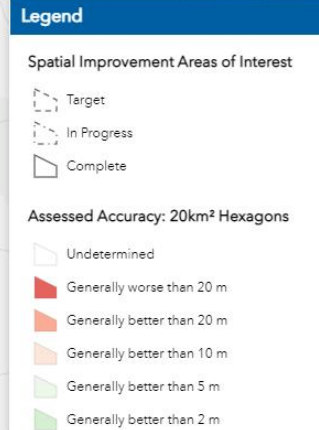 Legend
Spatial Improvement Areas of Interest
Target
In Progress
Complete
Assessed Accuracy: 20km² Hexagons
Undetermined
Generally worse than 20 m
Generally better than 20 m
Generally better than 10 m
Generally better than 5 m
Generally better than 2 m